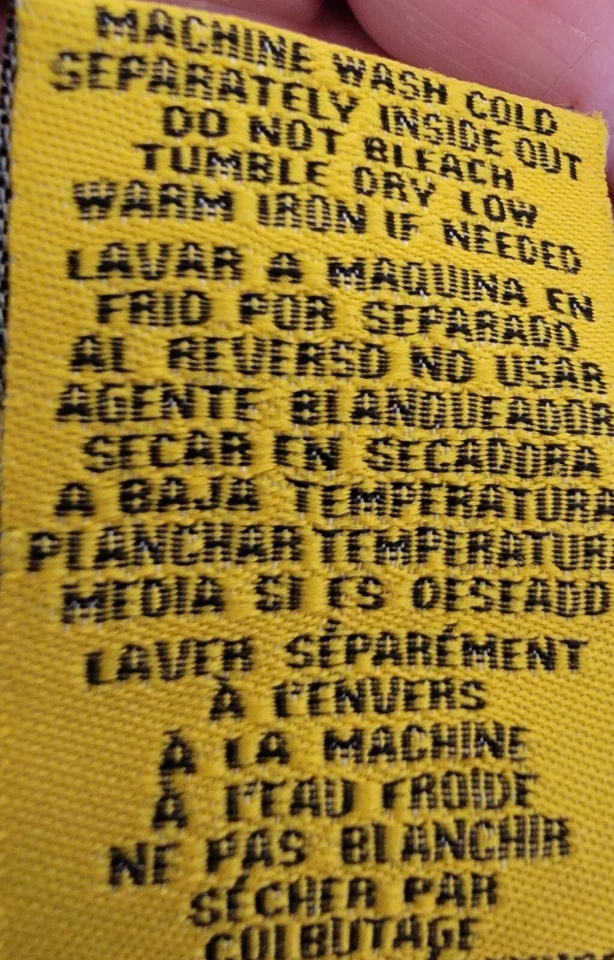 MACHINE WASH COLD
SEPARATELY INSIDE OUT
DO NOT BLEACH
TUMBLE DRY LOW
WARM IRON IF NEEDED
LAVAR A MAQUINA EN
FRIO POR SEPARADO
AL REVERSO NO USAR
AGENTE BLANQUEADOR
SECAR EN SECADORA
A BAJA TEMPERATURA
PLANCHAR TEMPERATURA
MEDIA SI ES DESEADO
LAVER SÉPARÉMENT
À L'ENVERS
À LA MACHINE
À l'EAU FROIDE
NE PAS BLANCHIR
SÉCHER PAR
CULBUTAGE